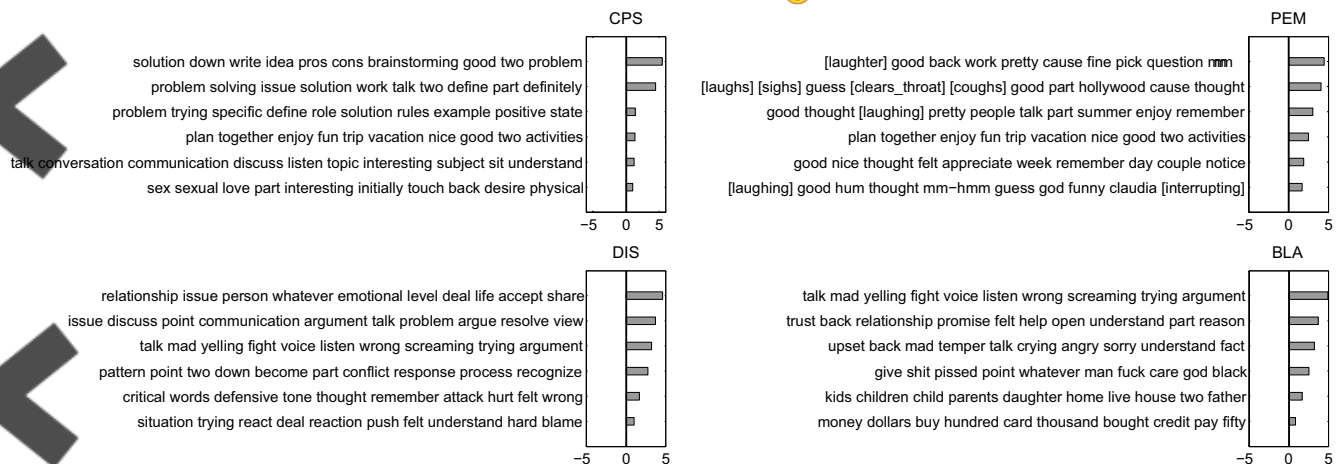 CPS
solution down write idea pros cons brainstorming good two problem
problem solving issue solution work talk two define part definitely
problem trying specific define role solution rules example positive state
plan together enjoy fun trip vacation nice good two activities
talk conversation communication discuss listen topic interesting subject sit understand
sex sexual love part interesting initially touch back desire physical
−5 0 5
PEM
[laughter] good back work pretty cause fine pick question mm
[laughs] [sighs] guess [clears_throat] [coughs] good part hollywood cause thought
good thought [laughing] pretty people talk part summer enjoy remember
plan together enjoy fun trip vacation nice good two activities
good nice thought felt appreciate week remember day couple notice
[laughing] good hum thought mm−hmm guess god funny claudia [interrupting]
−5 0 5
DIS
relationship issue person whatever emotional level deal life accept share
issue discuss point communication argument talk problem argue resolve view
talk mad yelling fight voice listen wrong screaming trying argument
pattern point two down become part conflict response process recognize
critical words defensive tone thought remember attack hurt felt wrong
situation trying react deal reaction push felt understand hard blame
−5 0 5
BLA
talk mad yelling fight voice listen wrong screaming trying argument
trust back relationship promise felt help open understand part reason
upset back mad temper talk crying angry sorry understand fact
give shit pissed point whatever man fuck care god black
kids children child parents daughter home live house two father
money dollars buy hundred card thousand bought credit pay fifty
−5 0 5